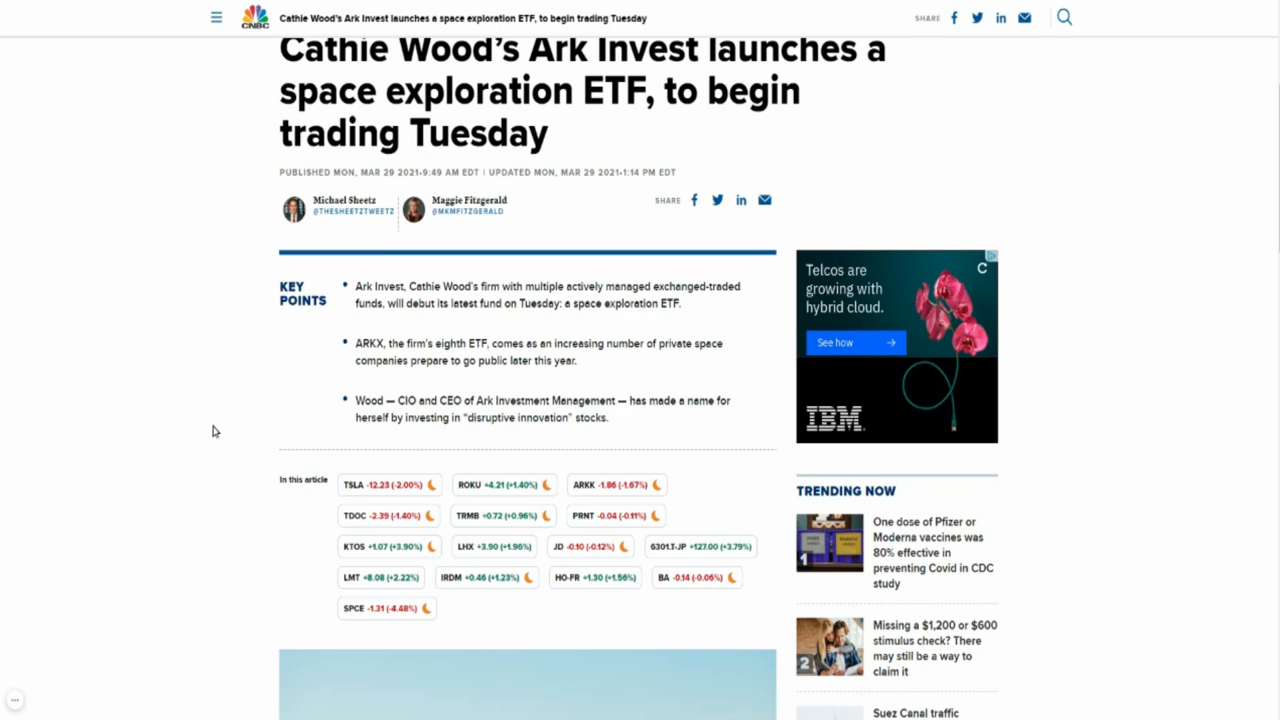 CNBC
Cathie Wood's Ark Invest launches a space exploration ETF, to begin trading Tuesday
SHARE
Cathie Wood's Ark Invest launches a
space exploration ETF, to begin
trading Tuesday
PUBLISHED MON, MAR 29 2021•9:49 AM EDT | UPDATED MON, MAR 29 2021•1:14 PM EDT
Michael Sheetz
@THESHEETZTWEETZ
Maggie Fitzgerald
@MKMFITZGERALD
SHARE
KEY
POINTS
• Ark Invest, Cathie Wood's firm with multiple actively managed exchanged-traded
funds, will debut its latest fund on Tuesday: a space exploration ETF.
• ARKX, the firm's eighth ETF, comes as an increasing number of private space
companies prepare to go public later this year.
• Wood — CIO and CEO of Ark Investment Management — has made a name for
herself by investing in "disruptive innovation" stocks.
In this article
TSLA -12.23 (-2.00%) ROKU +4.21 (+1.40%) ARKK -1.86 (-1.67%)
TDOC -2.39 (-1.40%) TRMB +0.72 (+0.96%) PRNT -0.04 (-0.11%)
KTOS +1.07 (+3.90%) LHX +3.90 (+1.96%) JD -0.10 (-0.12%) 6301.T-JP +127.00 (+3.79%)
LMT +8.08 (+2.22%) IRDM +0.46 (+1.23%) HO-FR +1.30 (+1.56%) BA -0.14 (-0.06%)
SPCE -1.31 (-4.48%)
Telcos are
growing with
hybrid cloud.
See how →
IBM
TRENDING NOW
1
One dose of Pfizer or
Moderna vaccines was
80% effective in
preventing Covid in CDC
study
2
Missing a $1,200 or $600
stimulus check? There
may still be a way to
claim it
Suez Canal traffic